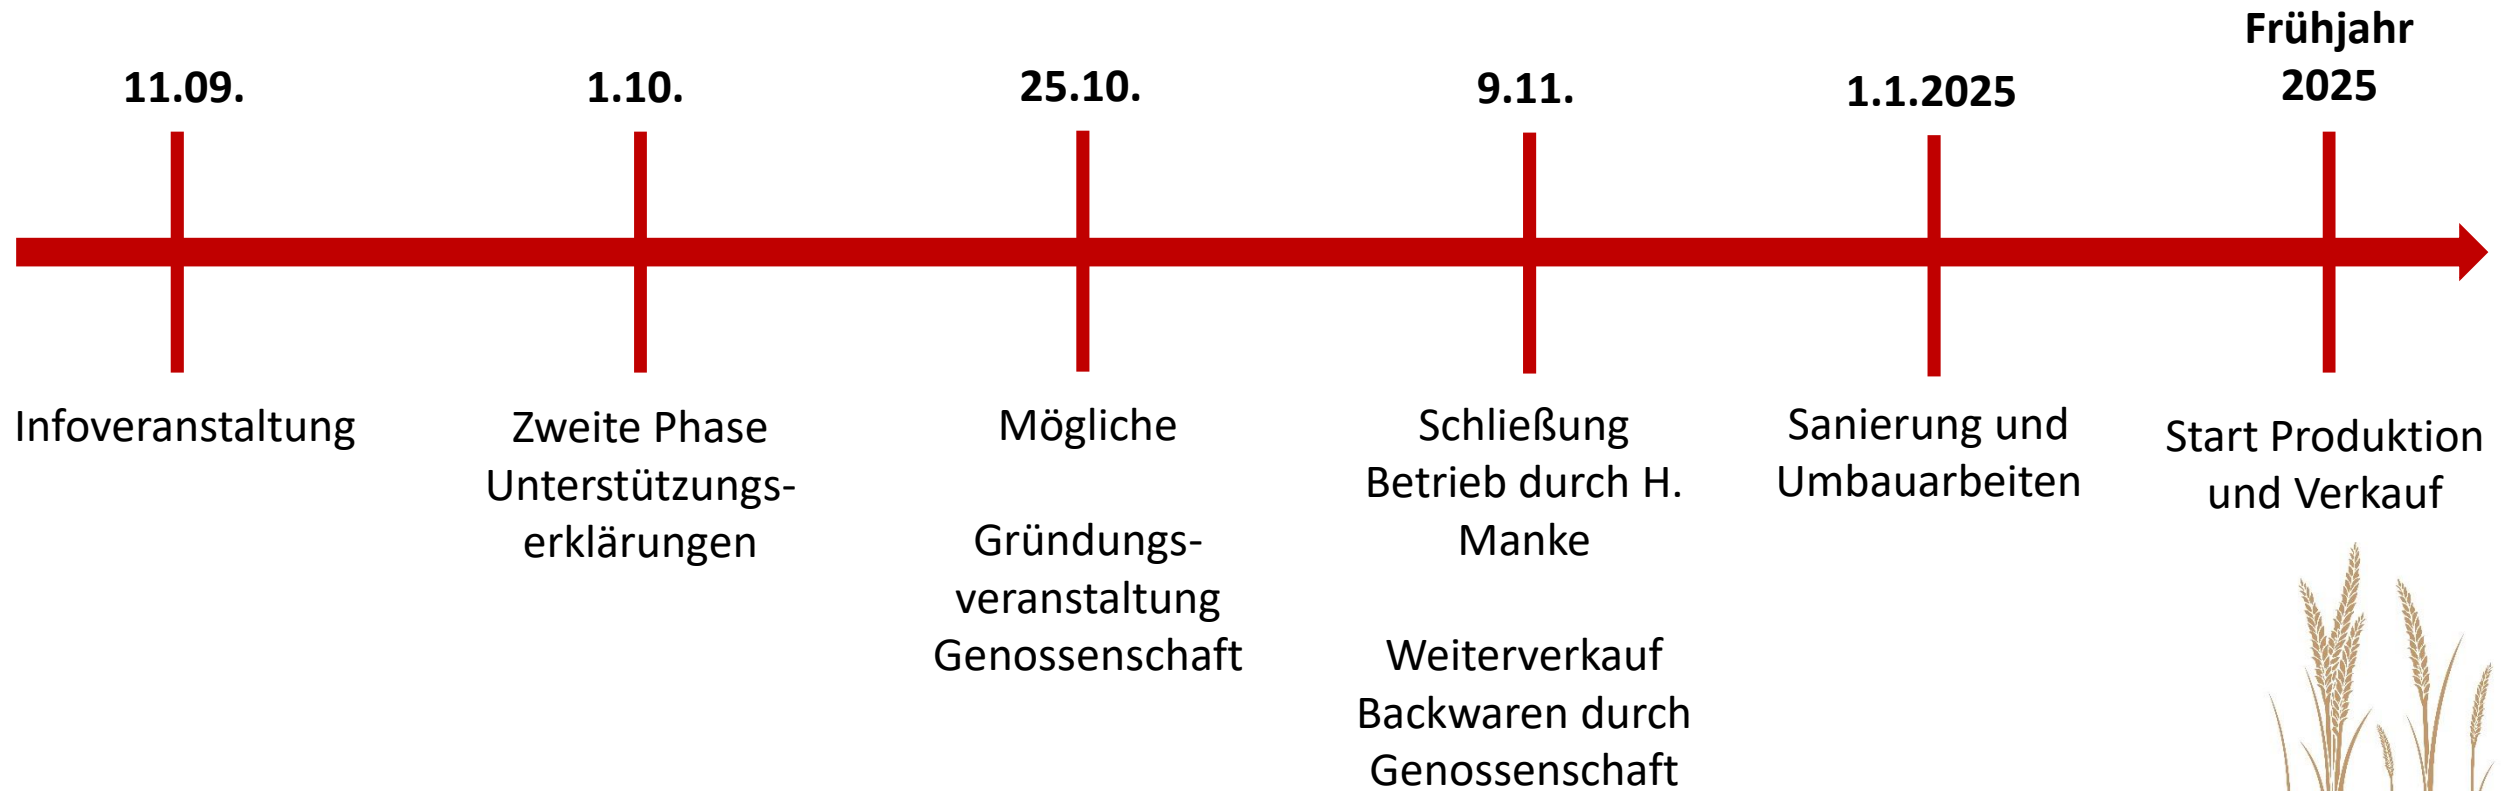 11.09.
Infoveranstaltung
1.10.
Zweite Phase
Unterstützungs-
erklärungen
25.10.
Mögliche
Gründungs-
veranstaltung
Genossenschaft
9.11.
Schließung
Betrieb durch H.
Manke
Weiterverkauf
Backwaren durch
Genossenschaft
1.1.2025
Sanierung und
Umbauarbeiten
Frühjahr
2025
Start Produktion
und Verkauf